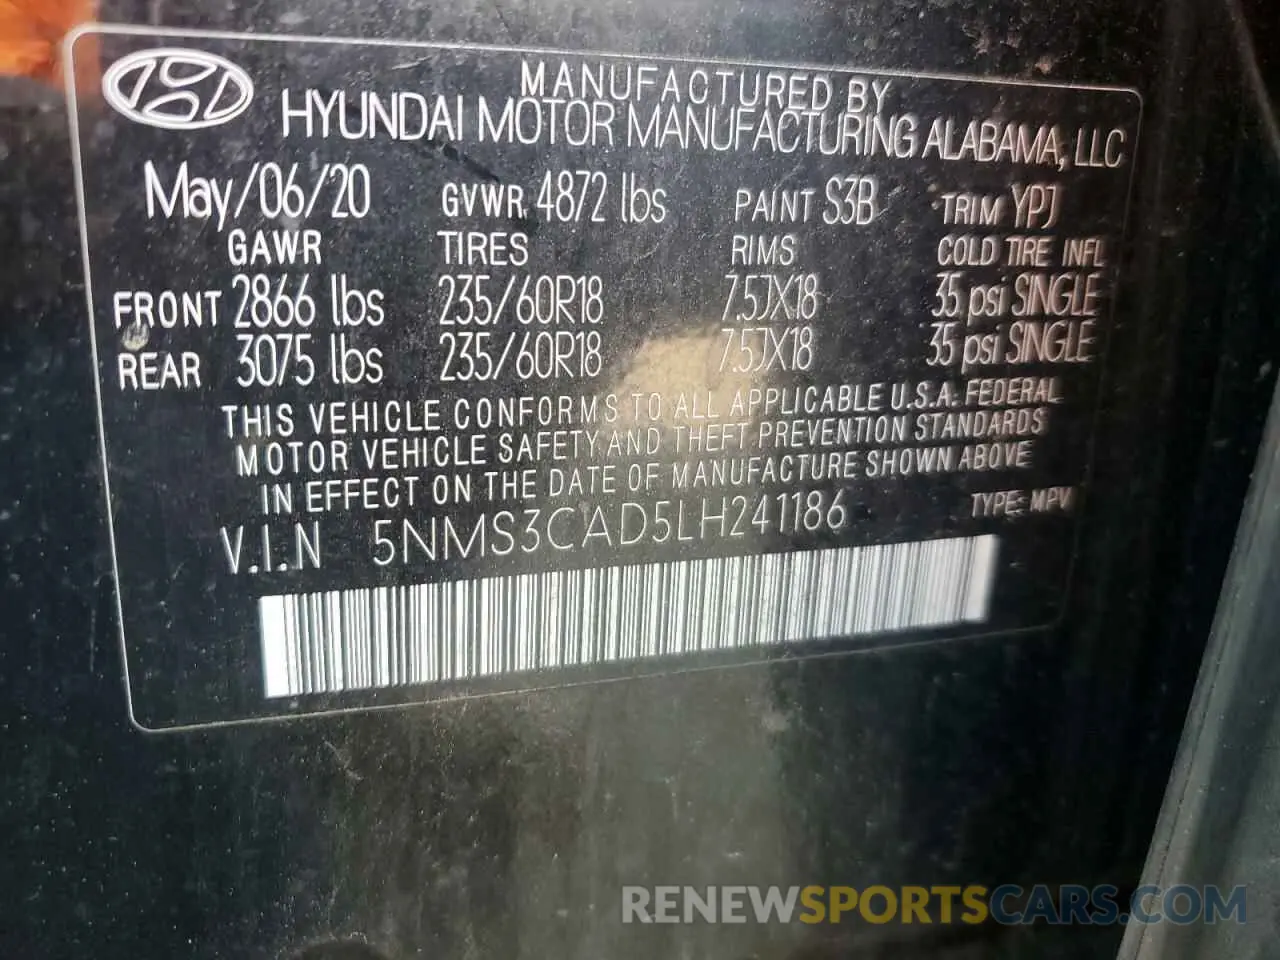 MANUFACTURED BY
HYUNDAI MOTOR MANUFACTURING ALABAMA, LLC
May/06/20 GVWR 4872 lbs PAINT S3B TRIM YPJ
GAWR TIRES RIMS COLD TIRE INFL
FRONT 2866 lbs 235/60R18 7.5JX18 35 psi SINGLE
REAR 3075 lbs 235/60R18 7.5JX18 35 psi SINGLE
THIS VEHICLE CONFORMS TO ALL APPLICABLE U.S.A. FEDERAL
MOTOR VEHICLE SAFETY AND THEFT PREVENTION STANDARDS
IN EFFECT ON THE DATE OF MANUFACTURE SHOWN ABOVE
V.I.N 5NMS3CAD5LH241186 TYPE: MPV
RENEWSPORTSCARS.COM